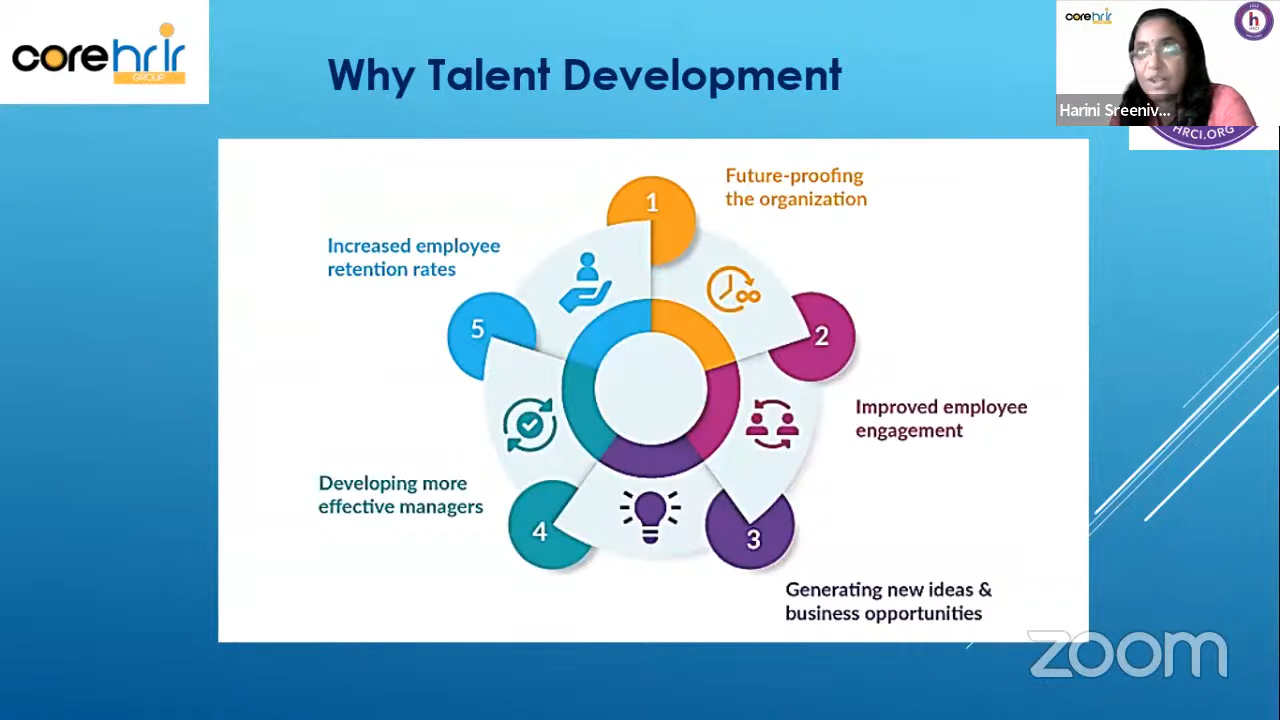 corehrir
GROUP
Why Talent Development
corehrir
h
HRCI
Harini Sreeniv...
HRCI.ORG
1
Future-proofing
the organization
Increased employee
retention rates
5
2
Improved employee
engagement
Developing more
effective managers
4
3
Generating new ideas &
business opportunities
zoom